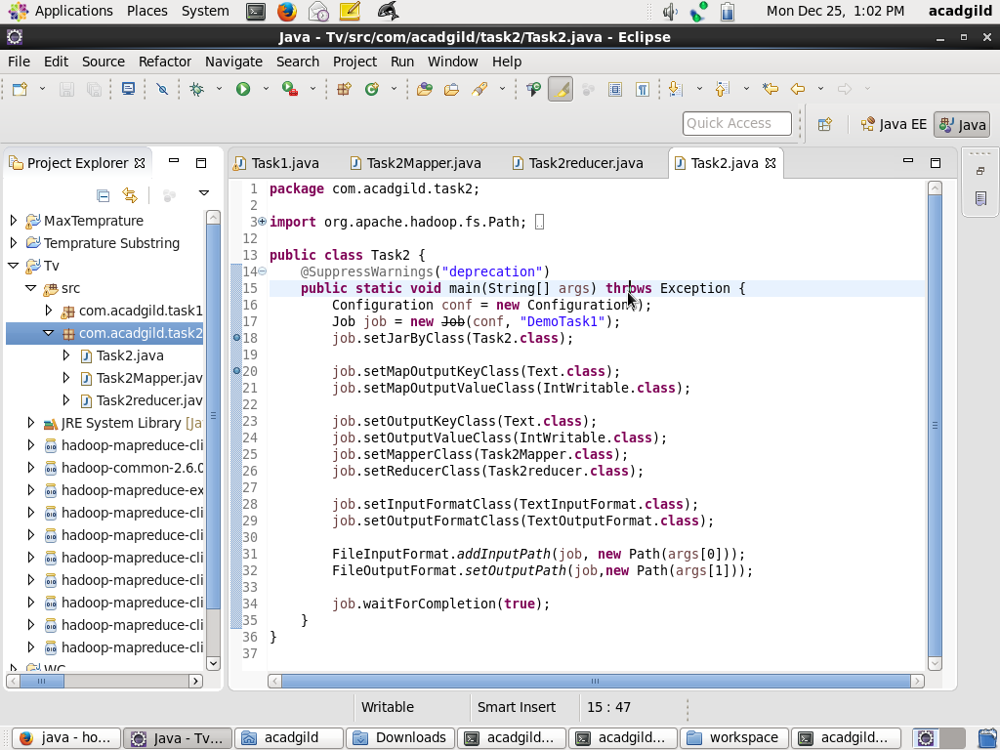 Applications Places System Mon Dec 25, 1:02 PM acadgild
Java - Tv/src/com/acadgild/task2/Task2.java - Eclipse
File Edit Source Refactor Navigate Search Project Run Window Help
Quick Access Java EE Java
Project Explorer
MaxTemprature
Temprature Substring
Tv
src
com.acadgild.task1
com.acadgild.task2
Task2.java
Task2Mapper.jav
Task2reducer.jav
JRE System Library [Ja
hadoop-mapreduce-cli
hadoop-common-2.6.0
hadoop-mapreduce-ex
hadoop-mapreduce-cli
hadoop-mapreduce-cli
hadoop-mapreduce-cli
hadoop-mapreduce-cli
hadoop-mapreduce-cli
hadoop-mapreduce-cli
hadoop-mapreduce-cli
WC
Task1.java Task2Mapper.java Task2reducer.java Task2.java
1 package com.acadgild.task2;
2
3 import org.apache.hadoop.fs.Path;
12
13 public class Task2 {
14 @SuppressWarnings("deprecation")
15 public static void main(String[] args) throws Exception {
16 Configuration conf = new Configuration();
17 Job job = new Job(conf, "DemoTask1");
18 job.setJarByClass(Task2.class);
19
20 job.setMapOutputKeyClass(Text.class);
21 job.setMapOutputValueClass(IntWritable.class);
22
23 job.setOutputKeyClass(Text.class);
24 job.setOutputValueClass(IntWritable.class);
25 job.setMapperClass(Task2Mapper.class);
26 job.setReducerClass(Task2reducer.class);
27
28 job.setInputFormatClass(TextInputFormat.class);
29 job.setOutputFormatClass(TextOutputFormat.class);
30
31 FileInputFormat.addInputPath(job, new Path(args[0]));
32 FileOutputFormat.setOutputPath(job,new Path(args[1]));
33
34 job.waitForCompletion(true);
35 }
36 }
37
Writable Smart Insert 15 : 47
java - ho... Java - Tv... acadgild Downloads acadgild... acadgild... workspace acadgild...